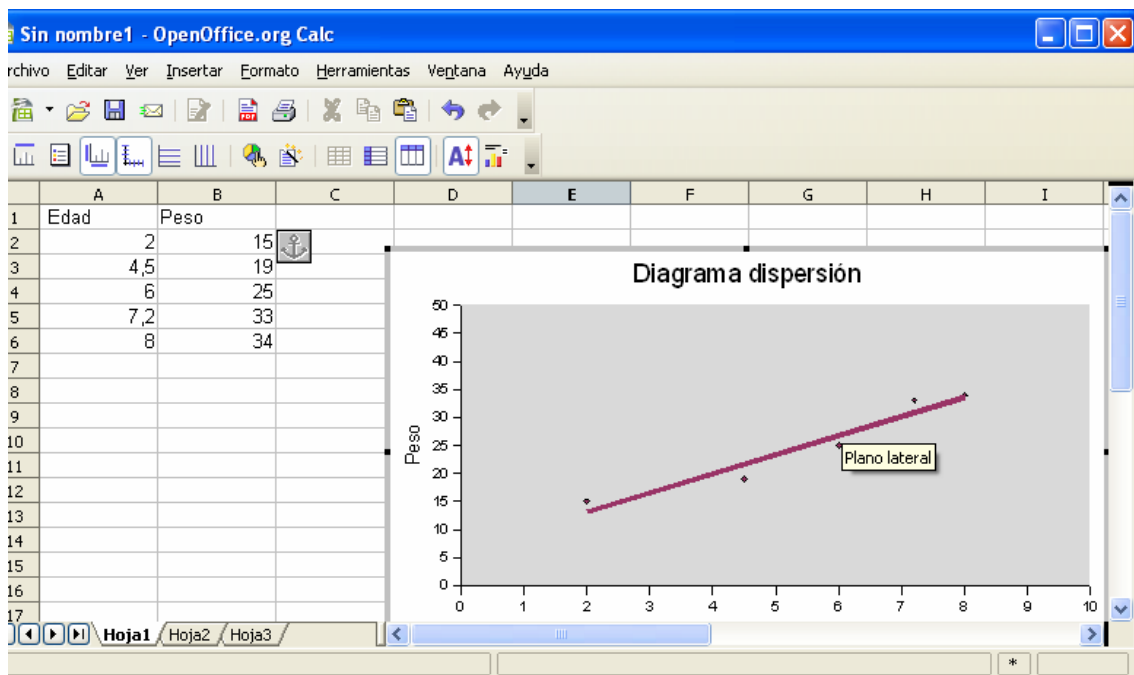 Sin nombre1 - OpenOffice.org Calc
rchivo Editar Ver Insertar Formato Herramientas Ventana Ayuda
A B C D E F G H I
1 Edad Peso
2 2 15
3 4,5 19
4 6 25
5 7,2 33
6 8 34
7
8
9
10
11
12
13
14
15
16
17
Diagrama dispersión
50
45
40
35
30
25
20
15
10
5
0
Peso
Plano lateral
0 1 2 3 4 5 6 7 8 9 10
Hoja1 Hoja2 Hoja3
*